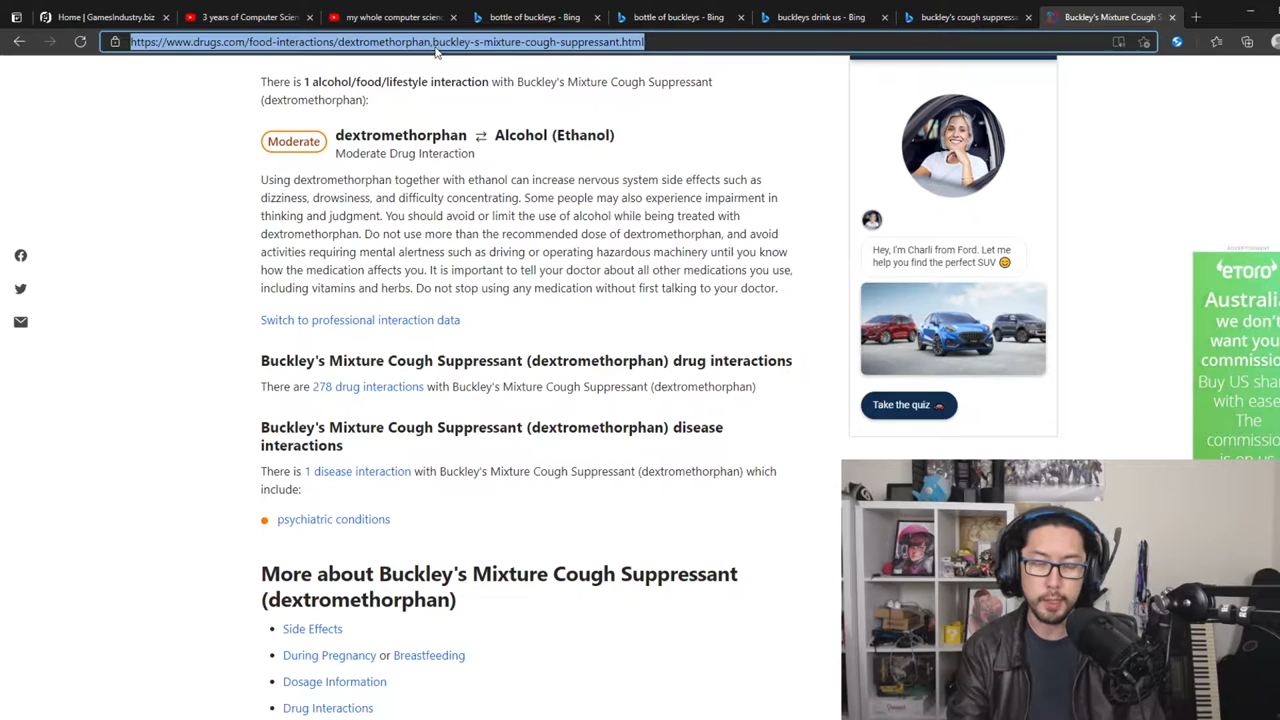 Home | GamesIndustry.biz
3 years of Computer Scien
my whole computer scienc
bottle of buckleys - Bing
bottle of buckleys - Bing
buckleys drink us - Bing
buckley's cough suppress
Buckley's Mixture Cough S
https://www.drugs.com/food-interactions/dextromethorphan,buckley-s-mixture-cough-suppressant.html
There is 1 alcohol/food/lifestyle interaction with Buckley's Mixture Cough Suppressant
(dextromethorphan):
Moderate
dextromethorphan ⇄ Alcohol (Ethanol)
Moderate Drug Interaction
Using dextromethorphan together with ethanol can increase nervous system side effects such as
dizziness, drowsiness, and difficulty concentrating. Some people may also experience impairment in
thinking and judgment. You should avoid or limit the use of alcohol while being treated with
dextromethorphan. Do not use more than the recommended dose of dextromethorphan, and avoid
activities requiring mental alertness such as driving or operating hazardous machinery until you know
how the medication affects you. It is important to tell your doctor about all other medications you use,
including vitamins and herbs. Do not stop using any medication without first talking to your doctor.
Switch to professional interaction data
Buckley's Mixture Cough Suppressant (dextromethorphan) drug interactions
There are 278 drug interactions with Buckley's Mixture Cough Suppressant (dextromethorphan)
Buckley's Mixture Cough Suppressant (dextromethorphan) disease
interactions
There is 1 disease interaction with Buckley's Mixture Cough Suppressant (dextromethorphan) which
include:
psychiatric conditions
More about Buckley's Mixture Cough Suppressant
(dextromethorphan)
Side Effects
During Pregnancy or Breastfeeding
Dosage Information
Drug Interactions
Hey, I'm Charli from Ford. Let me
help you find the perfect SUV 😊
Take the quiz 🚗
ADVERTISEMENT
eToro
Australia
we don't
want you
commissio
Buy US sha
with ease
The
commissio
is on us